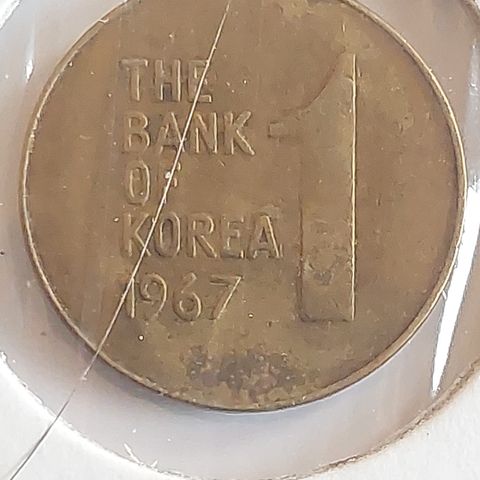 THE
BANK
OF
KOREA
1967
1